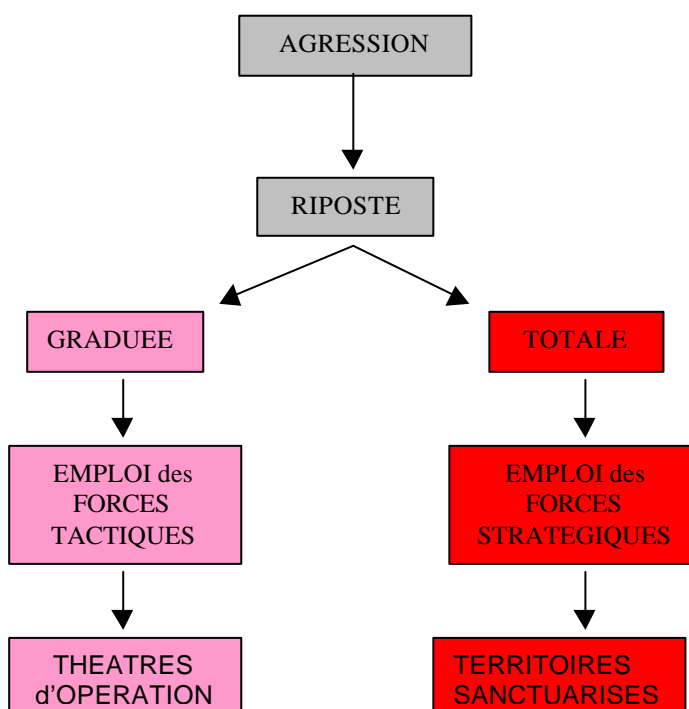 AGRESSION
RIPOSTE
GRADUEE
TOTALE
EMPLOI des
FORCES
TACTIQUES
EMPLOI des
FORCES
STRATEGIQUES
THEATRES
d'OPERATION
TERRITOIRES
SANCTUARISES